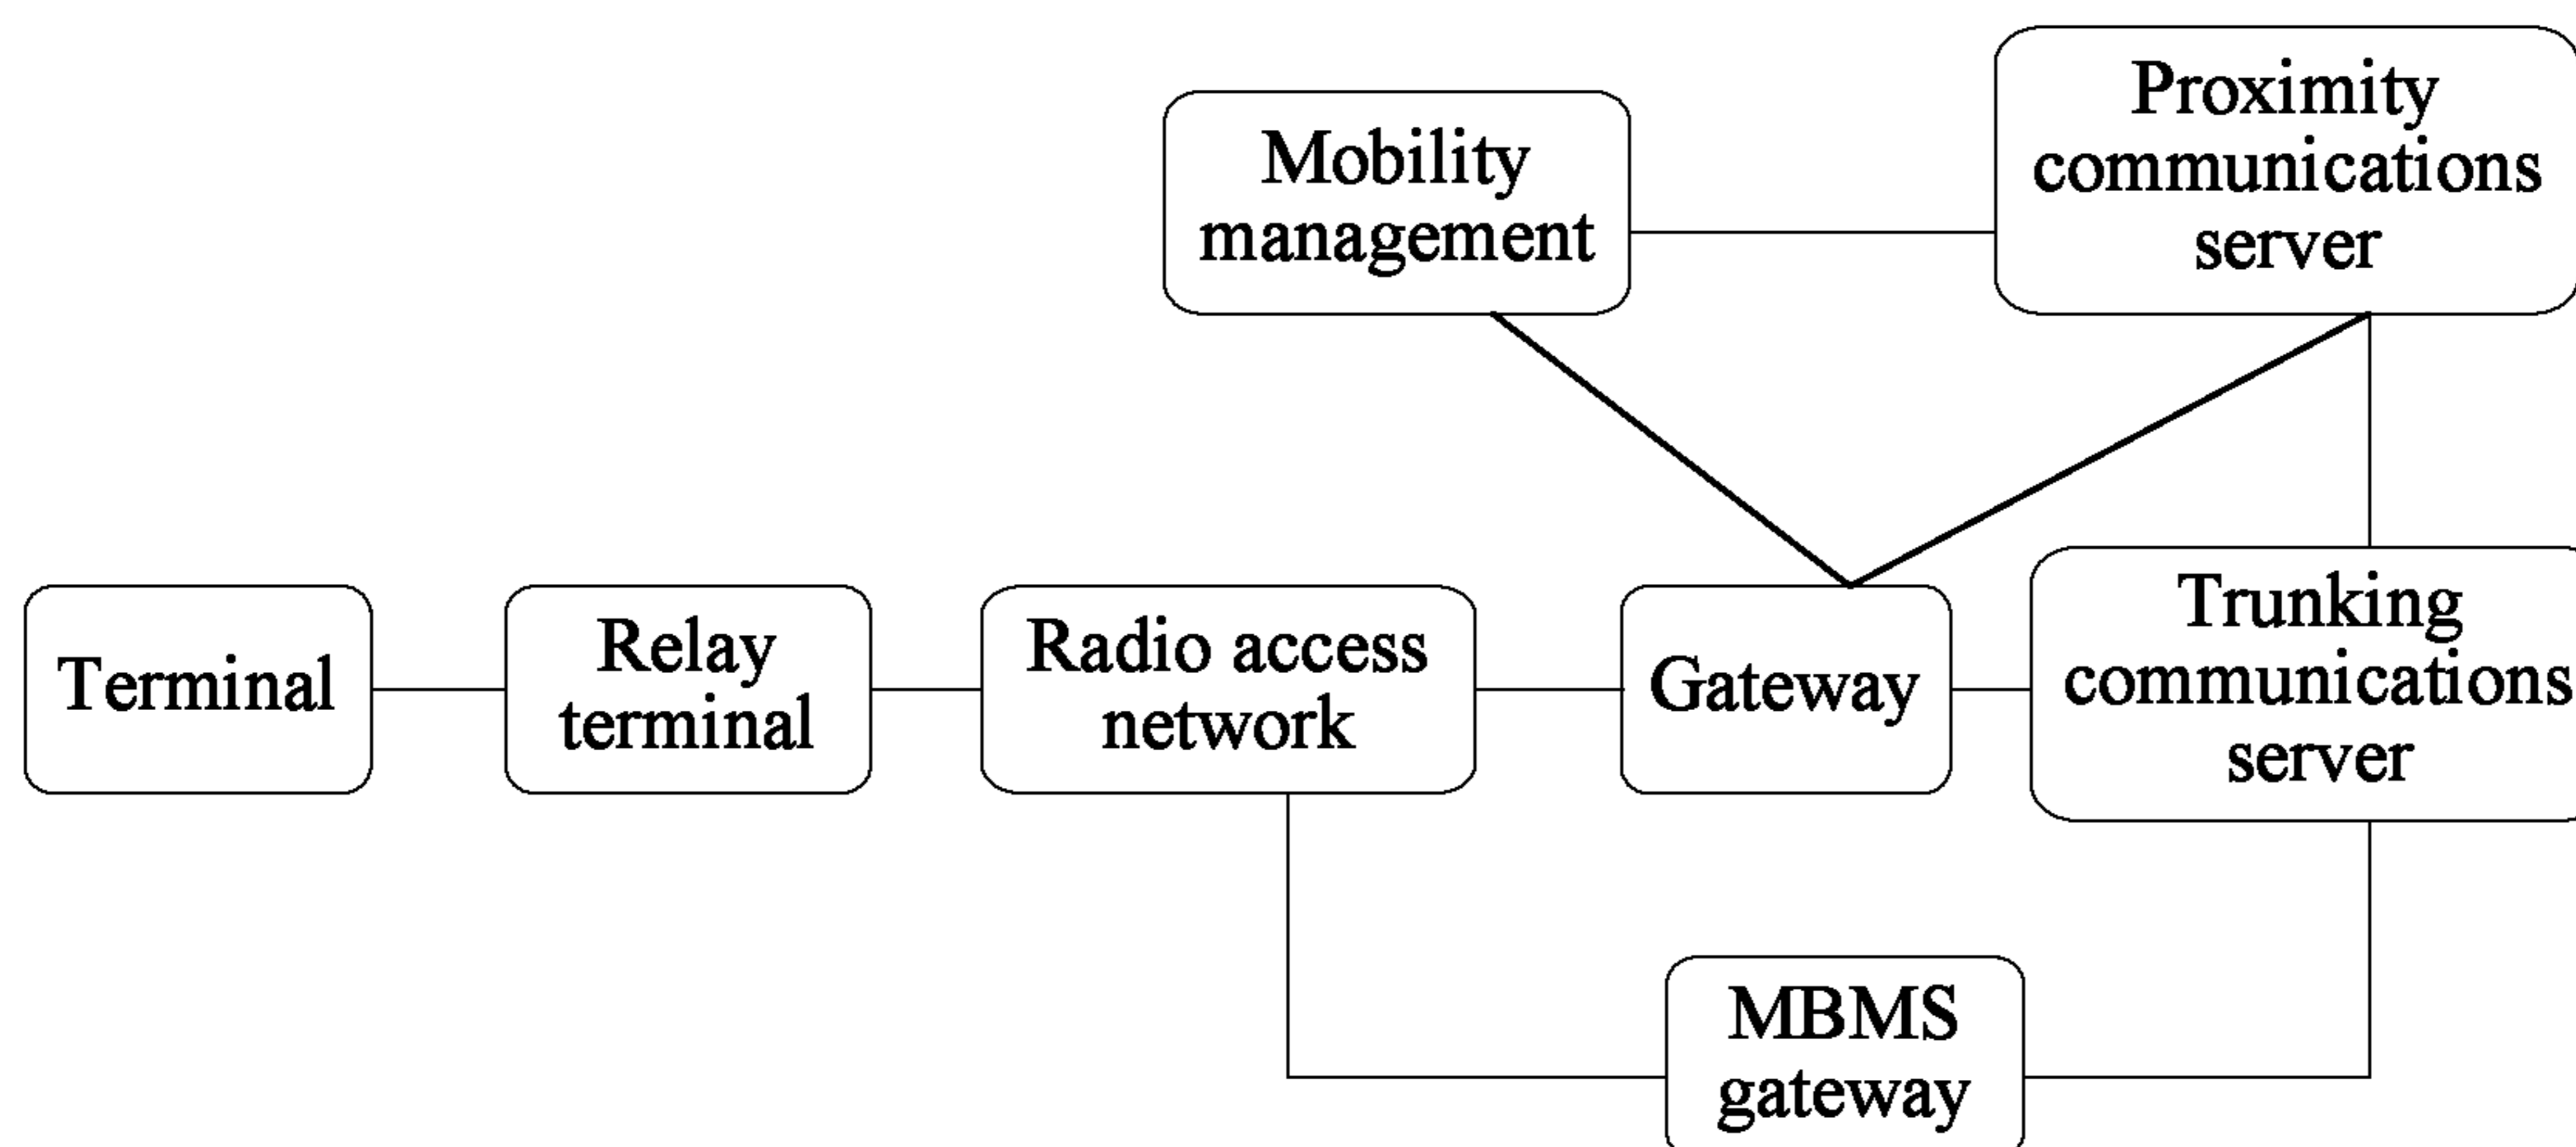 Mobility
management
Proximity
communications
server
Terminal
Relay
terminal
Radio access
network
Gateway
Trunking
communications
server
MBMS
gateway